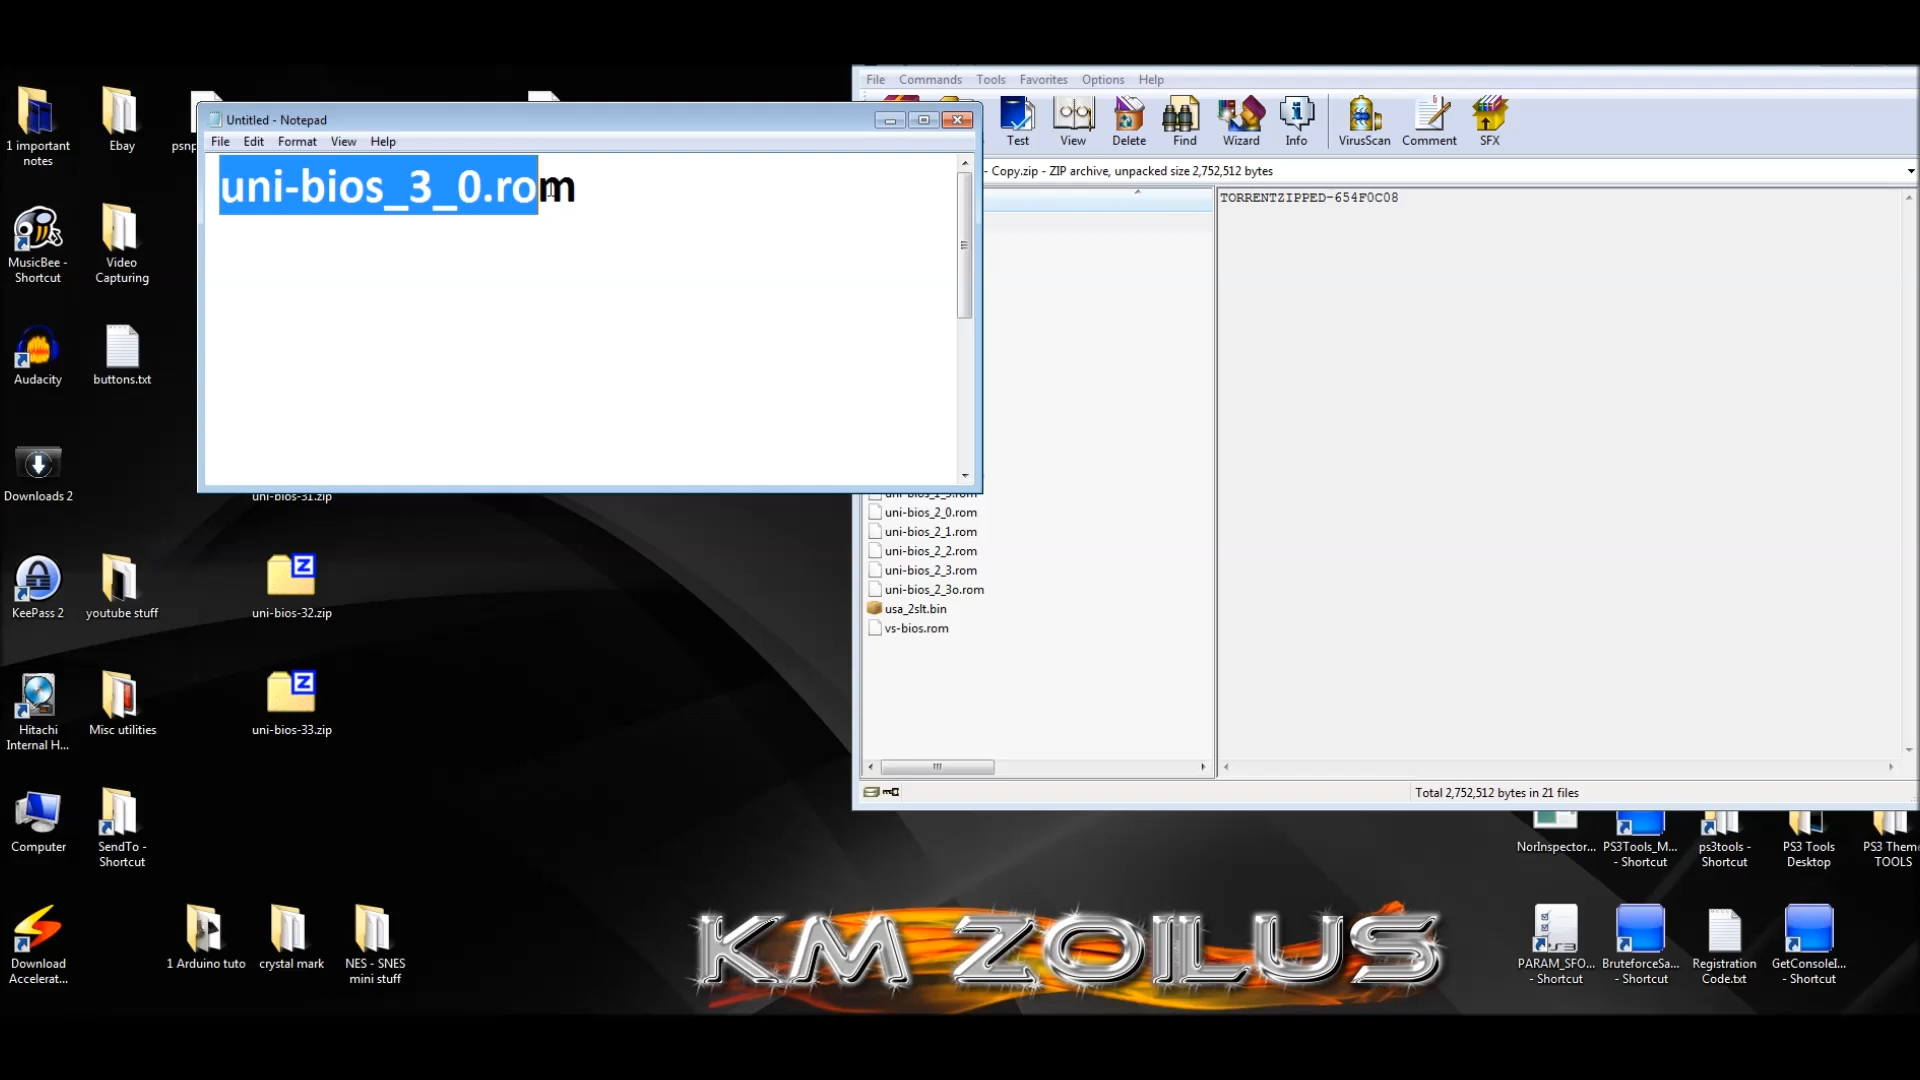 File Commands Tools Favorites Options Help
Test View Delete Find Wizard Info VirusScan Comment SFX
- Copy.zip - ZIP archive, unpacked size 2,752,512 bytes
TORRENTZIPPED-654F0C08
Untitled - Notepad
File Edit Format View Help
uni-bios_3_0.rom
uni-bios_2_0.rom
uni-bios_2_1.rom
uni-bios_2_2.rom
uni-bios_2_3.rom
uni-bios_2_3o.rom
usa_2slt.bin
vs-bios.rom
Total 2,752,512 bytes in 21 files
1 important
notes
Ebay
psnp
MusicBee -
Shortcut
Video
Capturing
Audacity
buttons.txt
Downloads 2
uni-bios-31.zip
KeePass 2
youtube stuff
uni-bios-32.zip
Hitachi
Internal H...
Misc utilities
uni-bios-33.zip
Computer
SendTo -
Shortcut
Download
Accelerat...
1 Arduino tuto
crystal mark
NES - SNES
mini stuff
KM ZOILUS
NorInspector...
PS3Tools_M...
- Shortcut
ps3tools -
Shortcut
PS3 Tools
Desktop
PS3 Them
TOOLS
PARAM_SFO...
- Shortcut
BruteforceSa...
- Shortcut
Registration
Code.txt
GetConsoleI...
- Shortcut